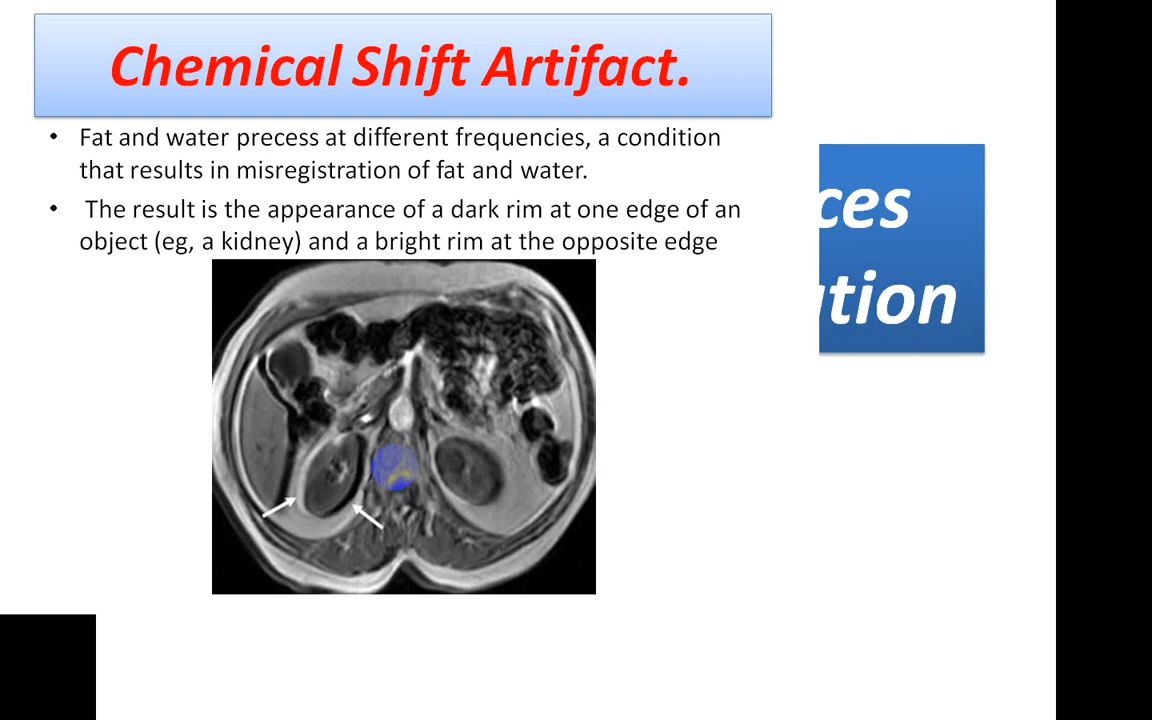 Chemical Shift Artifact.
• Fat and water precess at different frequencies, a condition
that results in misregistration of fat and water.
• The result is the appearance of a dark rim at one edge of an
object (eg, a kidney) and a bright rim at the opposite edge
ces
tion